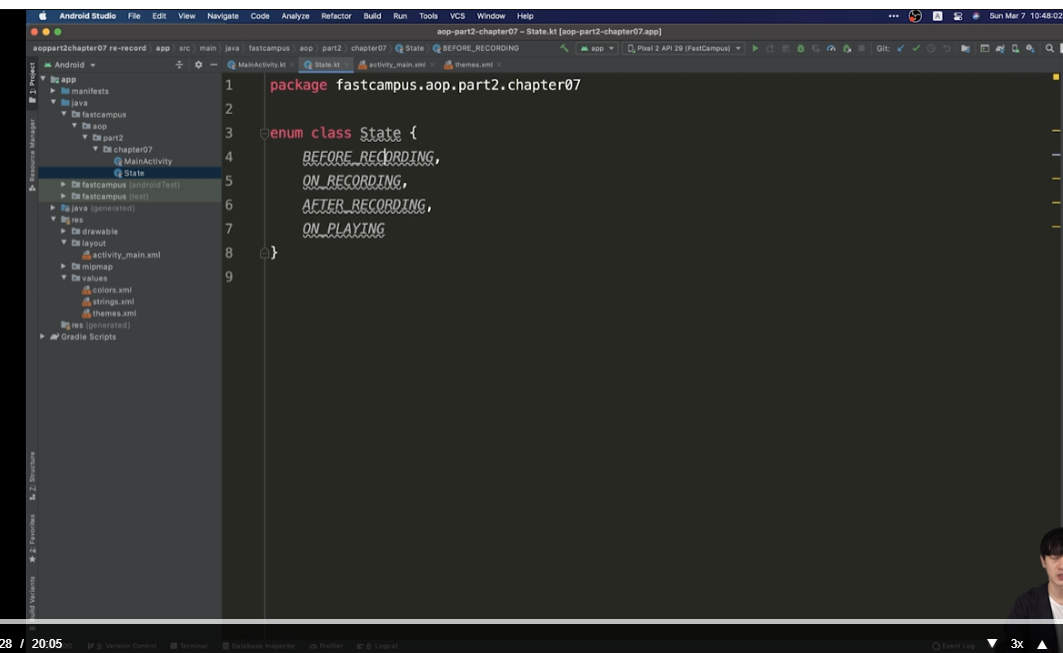 Android Studio File Edit View Navigate Code Analyze Refactor Build Run Tools VCS Window Help Sun Mar 7 10:48:02
aop-part2-chapter07 – State.kt [aop-part2-chapter07.app]
aoppart2chapter07 re-record app src main java fastcampus aop part2 chapter07 State BEFORE_RECORDING app Pixel 2 API 29 (FastCampus) Git:
Android MainActivity.kt State.kt activity_main.xml themes.xml
1: Project
Resource Manager
2: Structure
2: Favorites
Build Variants
app
manifests
java
fastcampus
aop
part2
chapter07
MainActivity
State
fastcampus (androidTest)
fastcampus (test)
java (generated)
res
drawable
layout
activity_main.xml
mipmap
values
colors.xml
strings.xml
themes.xml
res (generated)
Gradle Scripts
1 package fastcampus.aop.part2.chapter07
2
3 enum class State {
4 BEFORE_RECORDING,
5 ON_RECORDING,
6 AFTER_RECORDING,
7 ON_PLAYING
8 }
9
28 / 20:05 9: Version Control Terminal Database Inspector Profiler 6: Logcat Event Log 3x